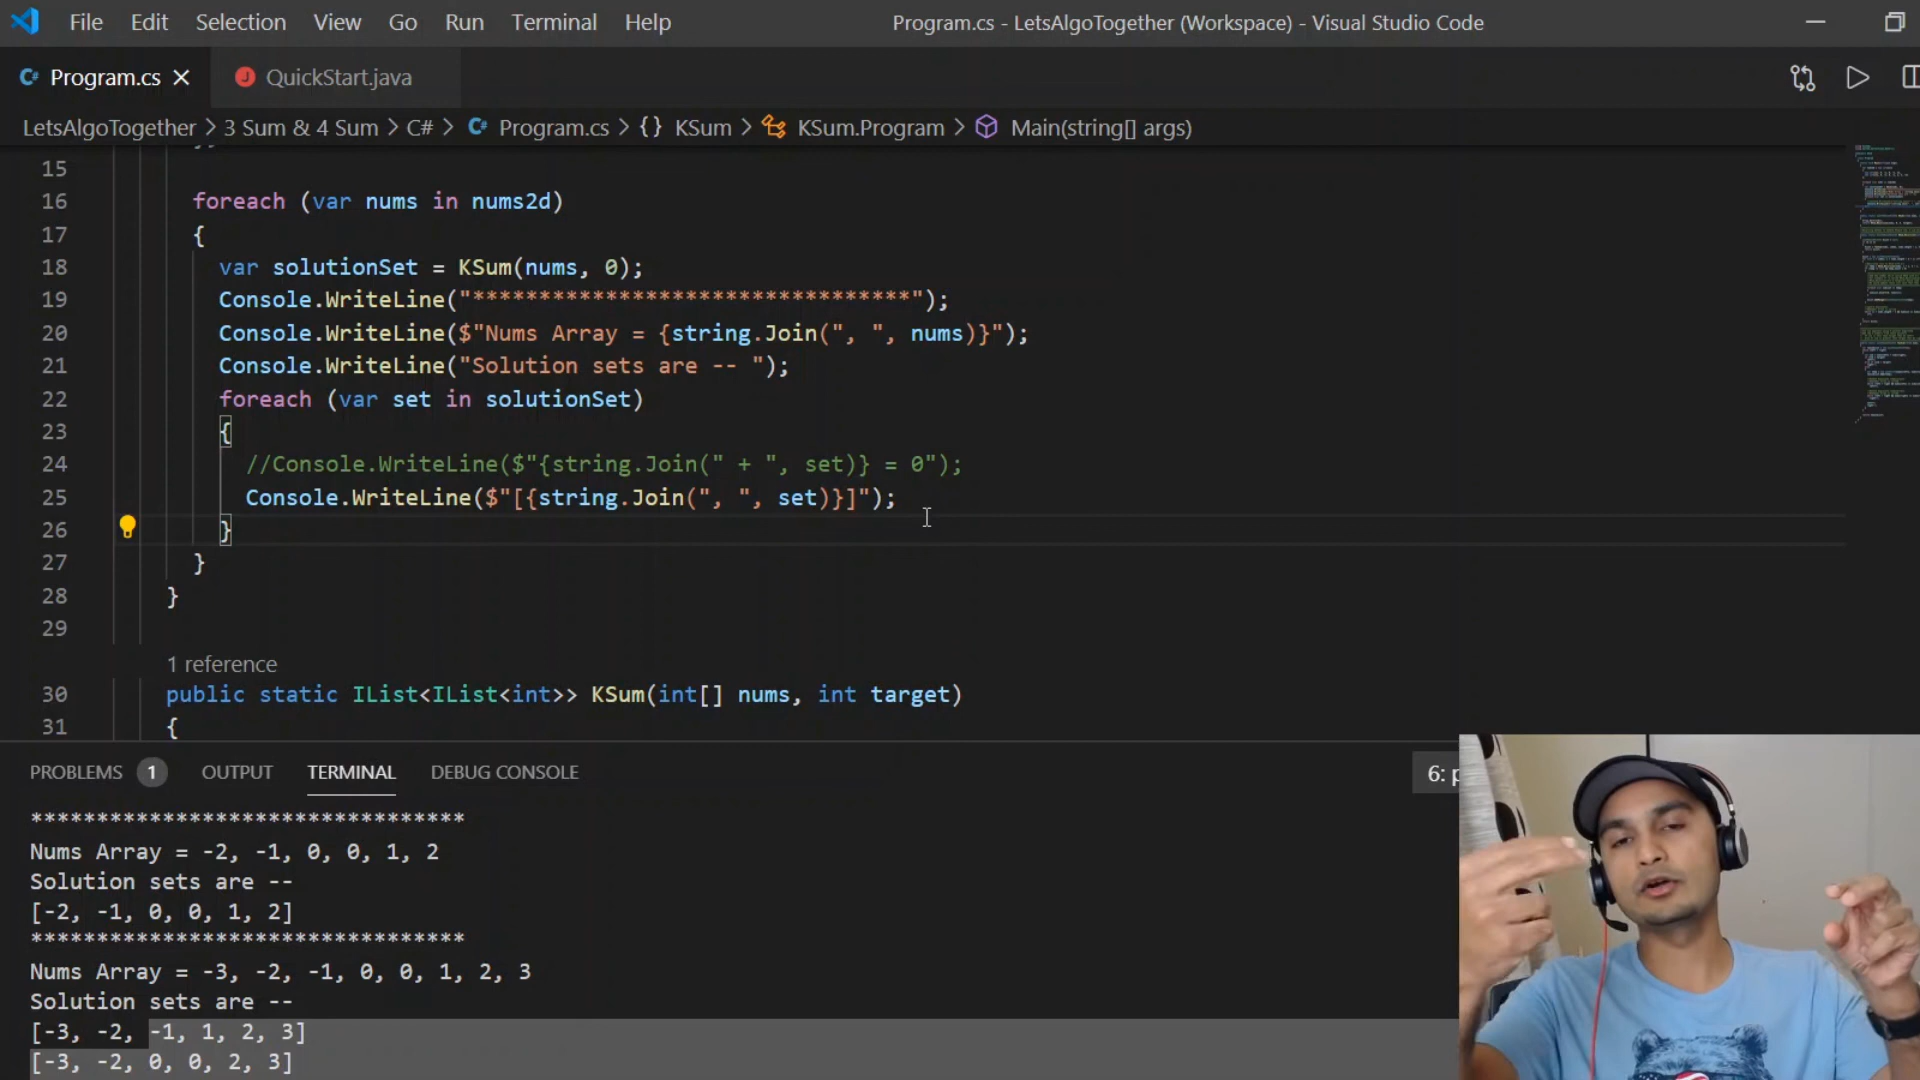 File Edit Selection View Go Run Terminal Help Program.cs - LetsAlgoTogether (Workspace) - Visual Studio Code
C# Program.cs J QuickStart.java
LetsAlgoTogether > 3 Sum & 4 Sum > C# > C# Program.cs > {} KSum > KSum.Program > Main(string[] args)
15
16 foreach (var nums in nums2d)
17 {
18 var solutionSet = KSum(nums, 0);
19 Console.WriteLine("*********************************");
20 Console.WriteLine($"Nums Array = {string.Join(", ", nums)}");
21 Console.WriteLine("Solution sets are -- ");
22 foreach (var set in solutionSet)
23 {
24 //Console.WriteLine($"{string.Join(" + ", set)} = 0");
25 Console.WriteLine($"[{string.Join(", ", set)}]");
26 }
27 }
28 }
29
1 reference
30 public static IList<IList<int>> KSum(int[] nums, int target)
31 {
PROBLEMS 1 OUTPUT TERMINAL DEBUG CONSOLE 6: p
*********************************
Nums Array = -2, -1, 0, 0, 1, 2
Solution sets are --
[-2, -1, 0, 0, 1, 2]
*********************************
Nums Array = -3, -2, -1, 0, 0, 1, 2, 3
Solution sets are --
[-3, -2, -1, 1, 2, 3]
[-3, -2, 0, 0, 2, 3]